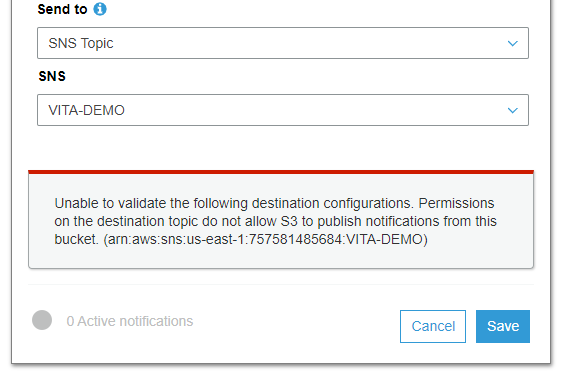 Send to
SNS Topic
SNS
VITA-DEMO
Unable to validate the following destination configurations. Permissions
on the destination topic do not allow S3 to publish notifications from this
bucket. (arn:aws:sns:us-east-1:757581485684:VITA-DEMO)
0 Active notifications
Cancel
Save